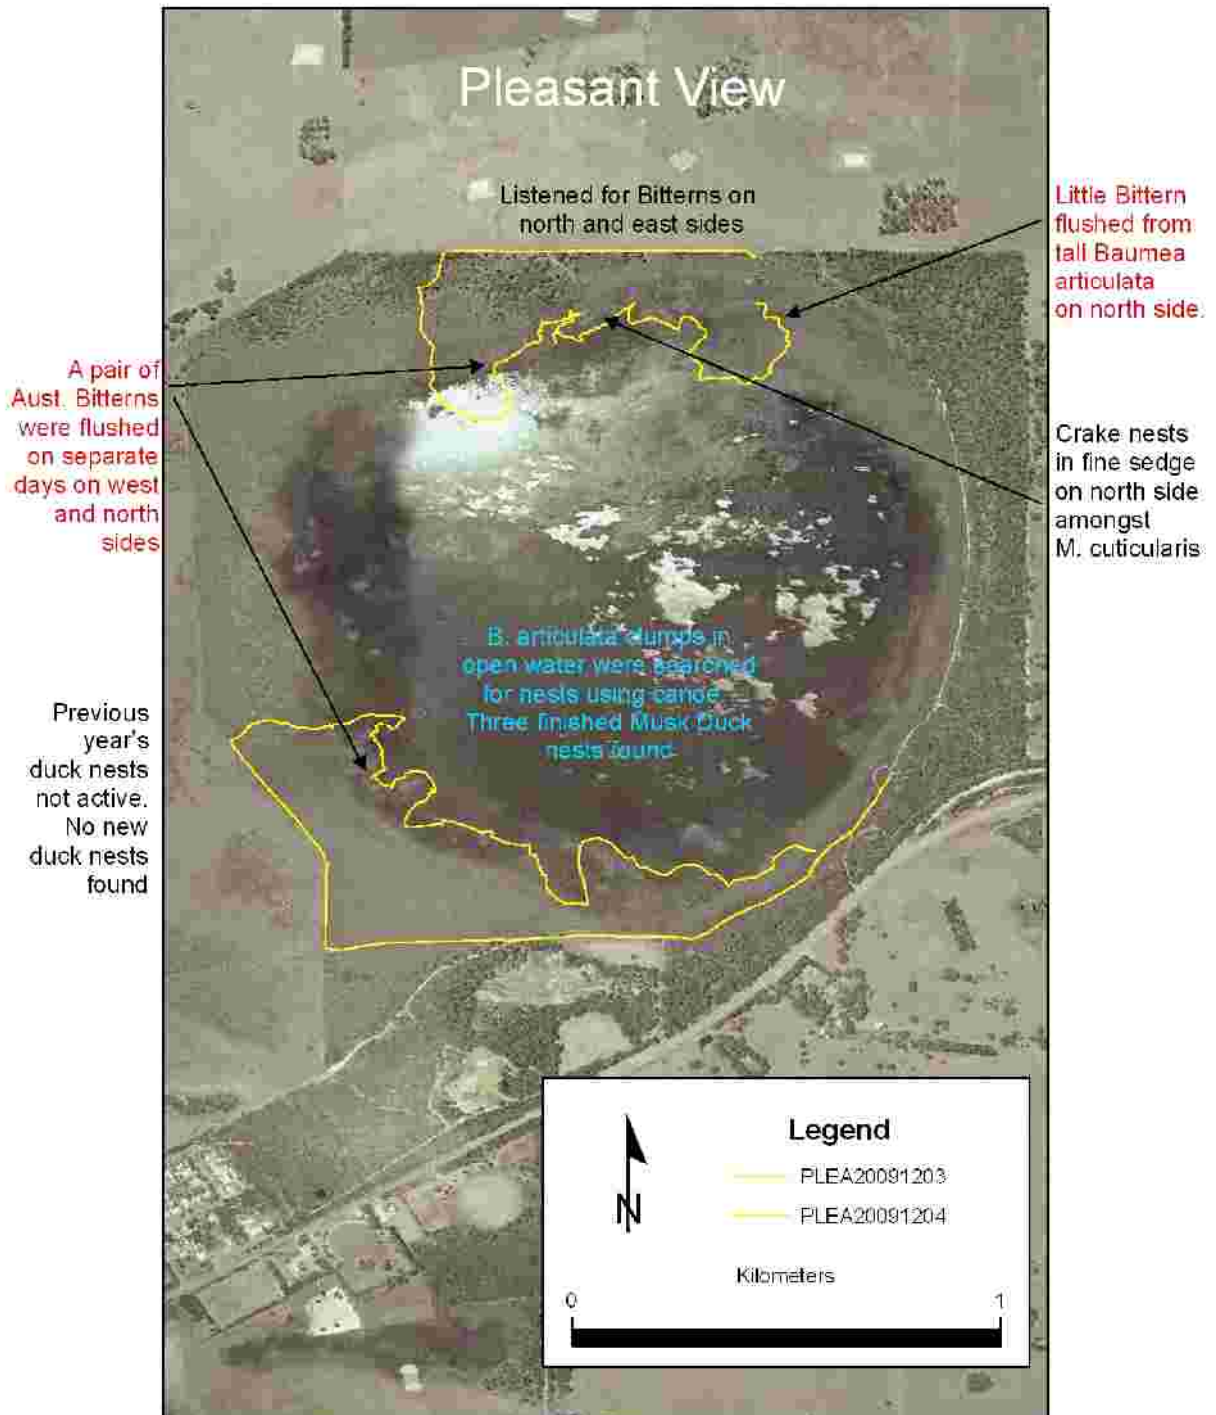 Pleasant View
Listened for Bitterns on
north and east sides
Little Bittern
flushed from
tall Baumea
articulata
on north side.
A pair of
Aust. Bitterns
were flushed
on separate
days on west
and north
sides
Crake nests
in fine sedge
on north side
amongst
M. cuticularis
B. articulata clumps in
open water were searched
for nests using canoe
Three finished Musk Duck
nests found
Previous
year's
duck nests
not active.
No new
duck nests
found
Legend
PLEA20091203
PLEA20091204
N
Kilometers
0 1